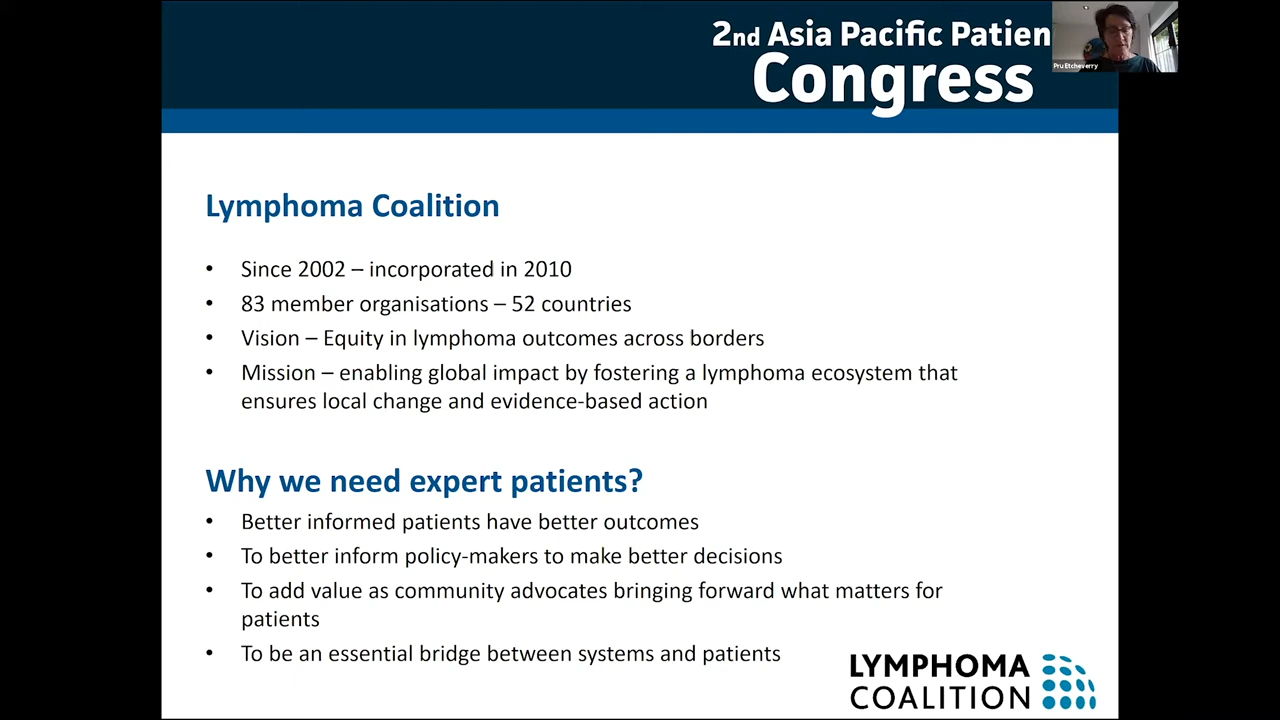 2nd Asia Pacific Patien
Congress
Pru Etcheverry
Lymphoma Coalition
• Since 2002 – incorporated in 2010
• 83 member organisations – 52 countries
• Vision – Equity in lymphoma outcomes across borders
• Mission – enabling global impact by fostering a lymphoma ecosystem that
ensures local change and evidence-based action
Why we need expert patients?
• Better informed patients have better outcomes
• To better inform policy-makers to make better decisions
• To add value as community advocates bringing forward what matters for
patients
• To be an essential bridge between systems and patients
LYMPHOMA
COALITION